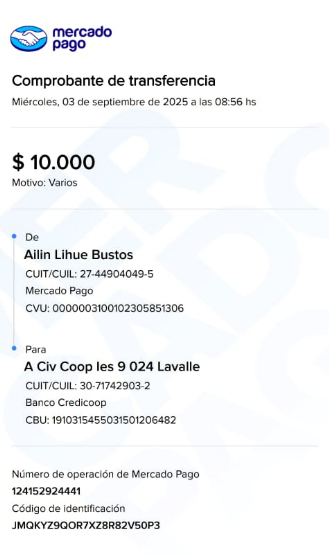 mercado
pago
Comprobante de transferencia
Miércoles, 03 de septiembre de 2025 a las 08:56 hs
$ 10.000
Motivo: Varios
De
Ailin Lihue Bustos
CUIT/CUIL: 27-44904049-5
Mercado Pago
CVU: 0000003100102305851306
Para
A Civ Coop Ies 9 024 Lavalle
CUIT/CUIL: 30-71742903-2
Banco Credicoop
CBU: 1910315455031501206482
Número de operación de Mercado Pago
124152924441
Código de identificación
JMQKYZ9QOR7XZ8R82V50P3